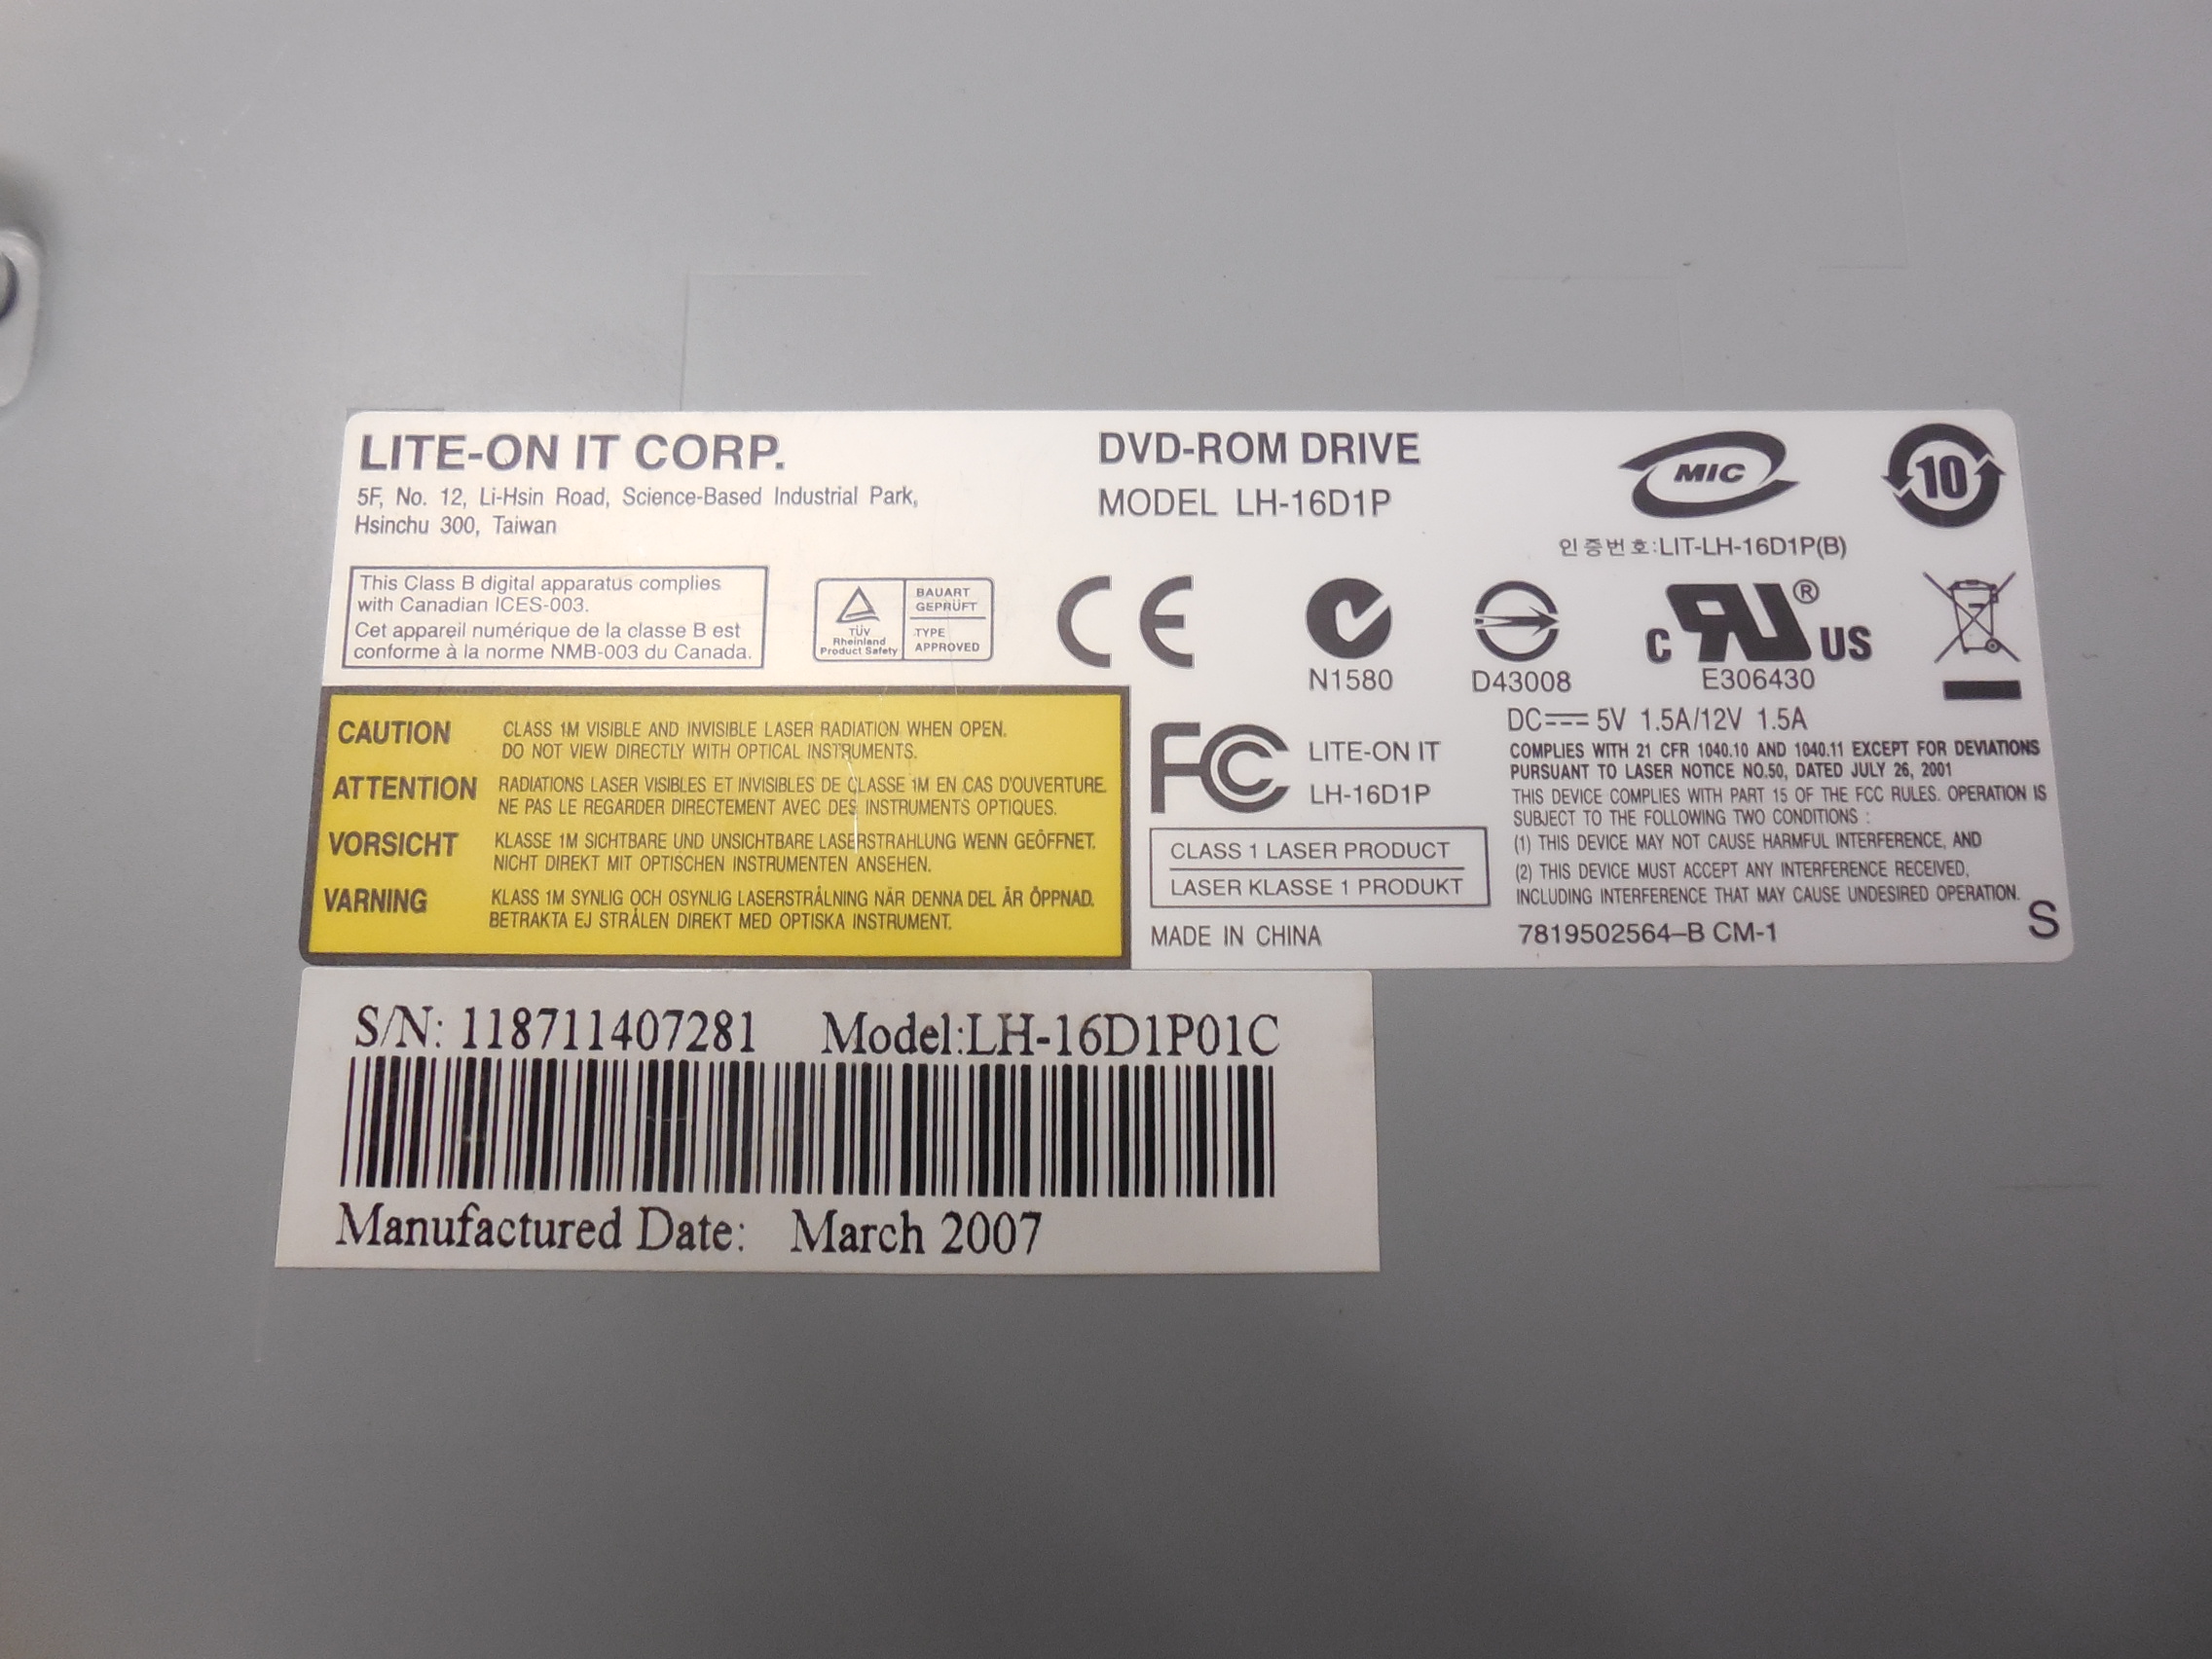 LITE-ON IT CORP.
5F, No. 12, Li-Hsin Road, Science-Based Industrial Park,
Hsinchu 300, Taiwan
This Class B digital apparatus complies
with Canadian ICES-003.
Cet appareil numérique de la classe B est
conforme à la norme NMB-003 du Canada.
TÜV
Rheinland
Product Safety
BAUART
GEPRÜFT
TYPE
APPROVED
DVD-ROM DRIVE
MODEL LH-16D1P
MIC
10
인증번호:LIT-LH-16D1P(B)
CE
N1580
D43008
C RU® US
E306430
CAUTION
CLASS 1M VISIBLE AND INVISIBLE LASER RADIATION WHEN OPEN.
DO NOT VIEW DIRECTLY WITH OPTICAL INSTRUMENTS.
ATTENTION
RADIATIONS LASER VISIBLES ET INVISIBLES DE CLASSE 1M EN CAS D'OUVERTURE.
NE PAS LE REGARDER DIRECTEMENT AVEC DES INSTRUMENTS OPTIQUES.
VORSICHT
KLASSE 1M SICHTBARE UND UNSICHTBARE LASERSTRAHLUNG WENN GEÖFFNET.
NICHT DIREKT MIT OPTISCHEN INSTRUMENTEN ANSEHEN.
VARNING
KLASS 1M SYNLIG OCH OSYNLIG LASERSTRÅLNING NÄR DENNA DEL ÄR ÖPPNAD.
BETRAKTA EJ STRÅLEN DIREKT MED OPTISKA INSTRUMENT.
FC
LITE-ON IT
LH-16D1P
CLASS 1 LASER PRODUCT
LASER KLASSE 1 PRODUKT
MADE IN CHINA
DC 5V 1.5A/12V 1.5A
COMPLIES WITH 21 CFR 1040.10 AND 1040.11 EXCEPT FOR DEVIATIONS
PURSUANT TO LASER NOTICE NO.50, DATED JULY 26, 2001
THIS DEVICE COMPLIES WITH PART 15 OF THE FCC RULES. OPERATION IS
SUBJECT TO THE FOLLOWING TWO CONDITIONS :
(1) THIS DEVICE MAY NOT CAUSE HARMFUL INTERFERENCE, AND
(2) THIS DEVICE MUST ACCEPT ANY INTERFERENCE RECEIVED,
INCLUDING INTERFERENCE THAT MAY CAUSE UNDESIRED OPERATION.
7819502564–B CM-1
S
S/N: 118711407281 Model:LH-16D1P01C
Manufactured Date: March 2007